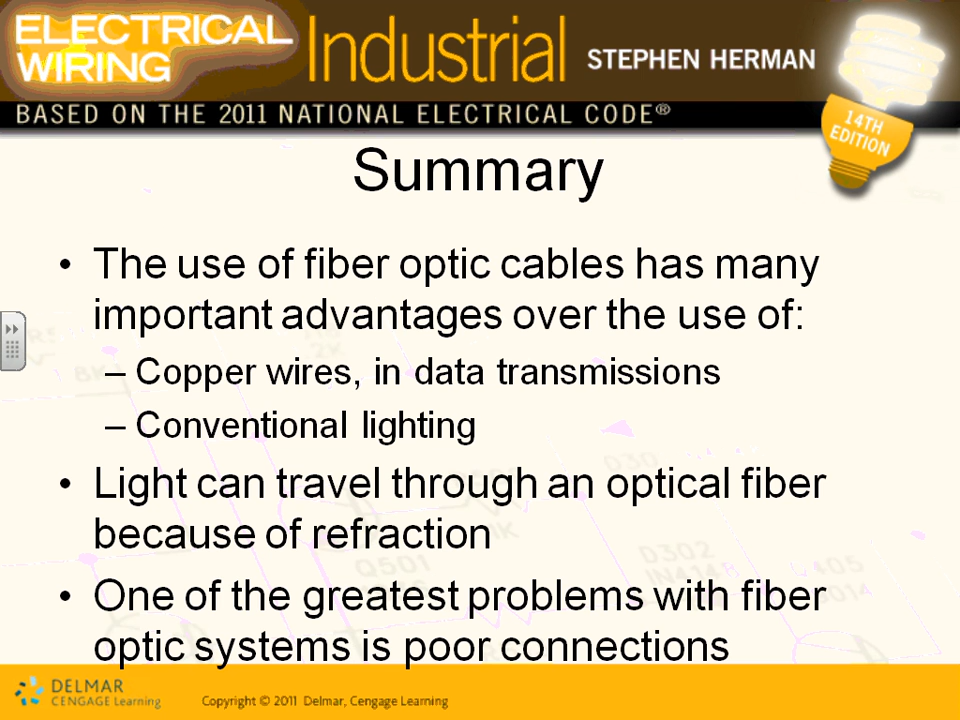 ELECTRICAL
WIRING
Industrial
STEPHEN HERMAN
BASED ON THE 2011 NATIONAL ELECTRICAL CODE®
14TH
EDITION
Summary
• The use of fiber optic cables has many
important advantages over the use of:
– Copper wires, in data transmissions
– Conventional lighting
• Light can travel through an optical fiber
because of refraction
• One of the greatest problems with fiber
optic systems is poor connections
DELMAR
CENGAGE Learning
Copyright © 2011 Delmar, Cengage Learning